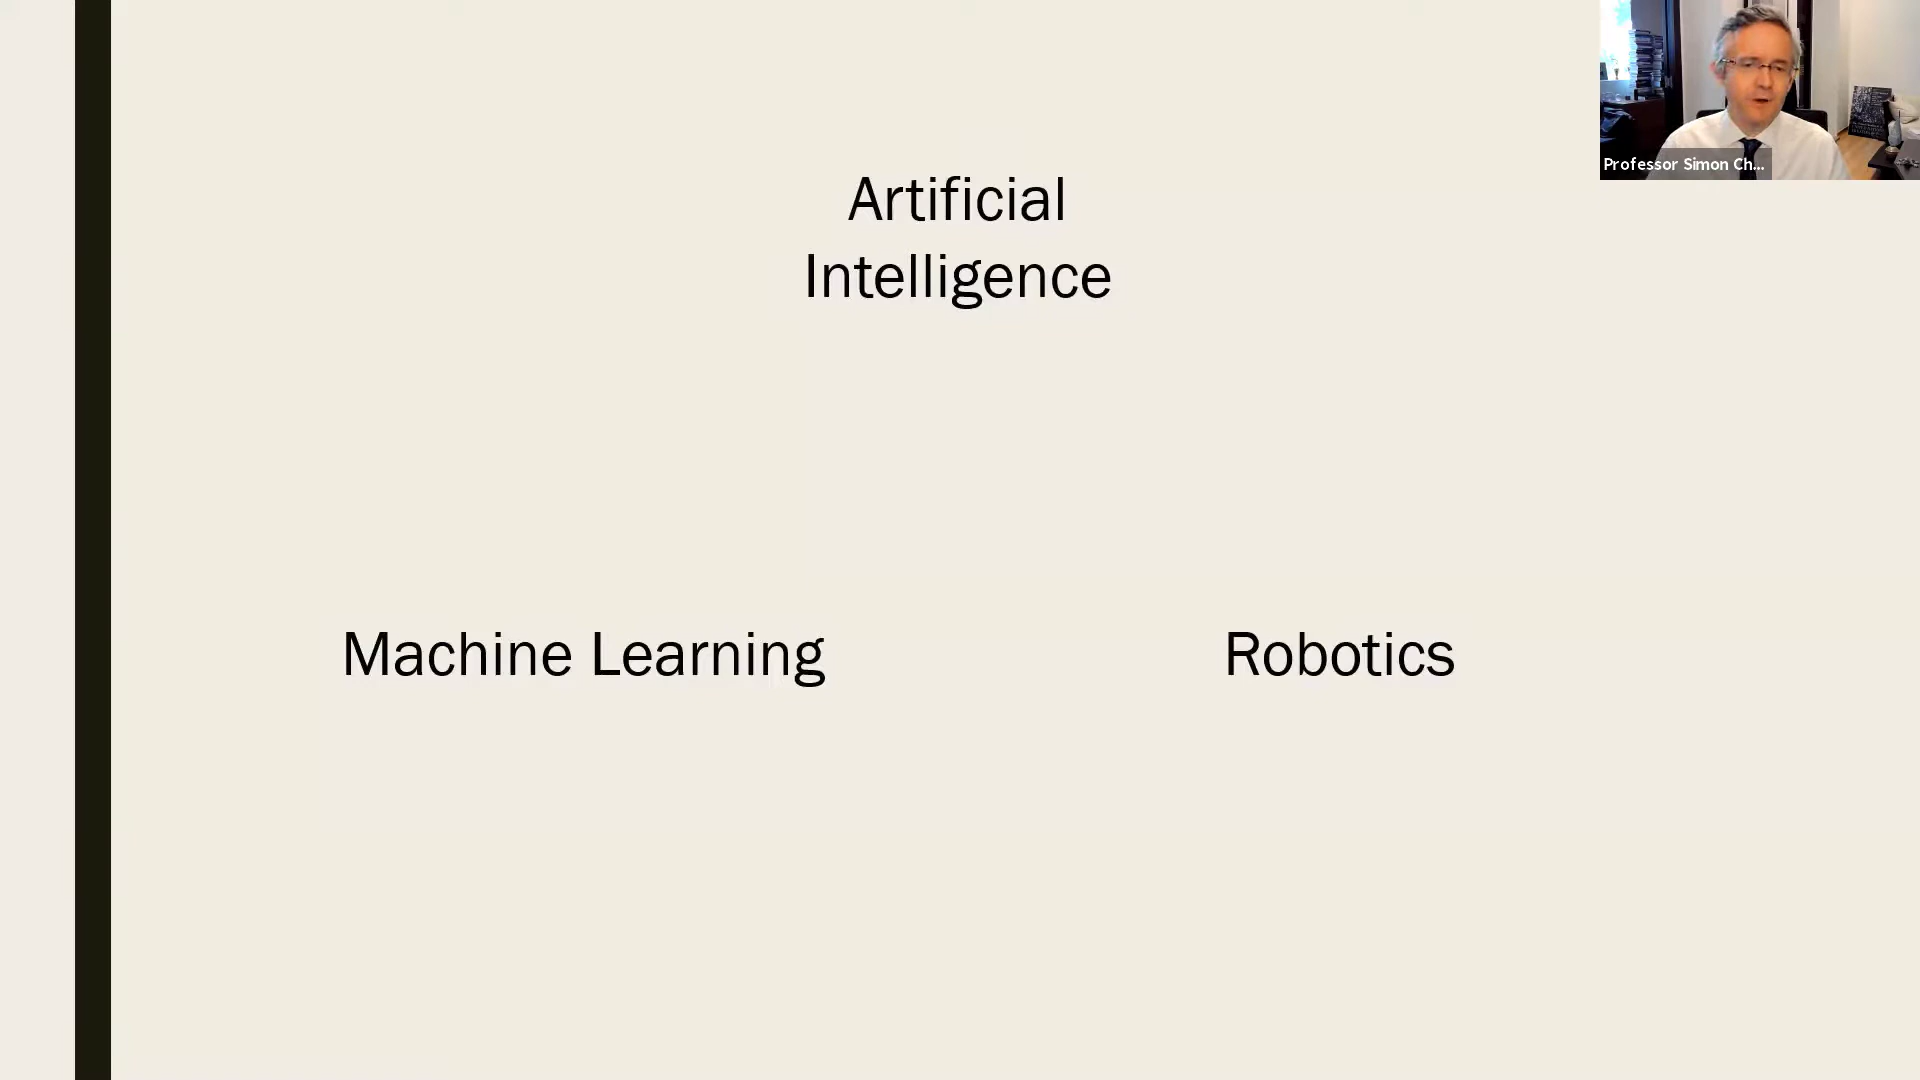 Artificial
Intelligence
Machine Learning
Robotics
Professor Simon Ch...